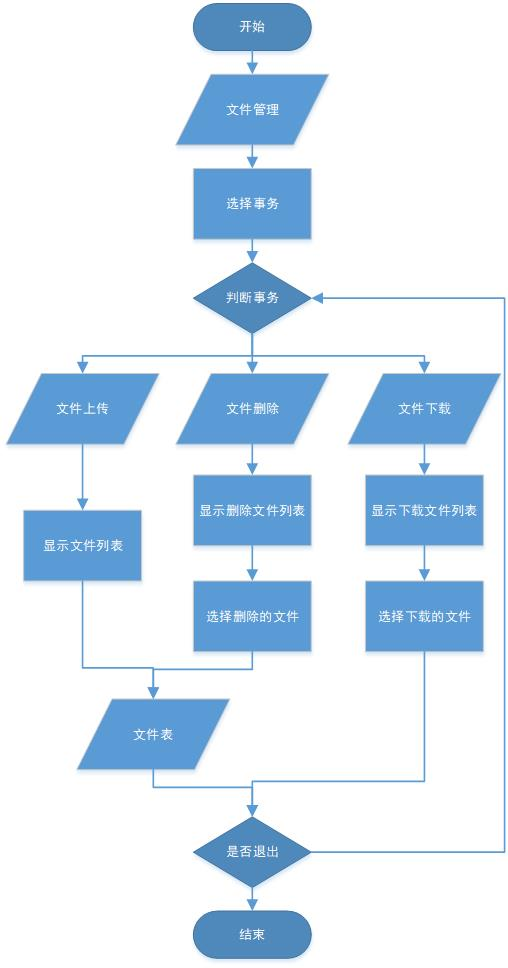 开始
文件管理
选择事务
判断事务
文件上传
文件删除
文件下载
显示删除文件列表
显示下载文件列表
显示文件列表
选择删除的文件
选择下载的文件
文件表
是否退出
结束